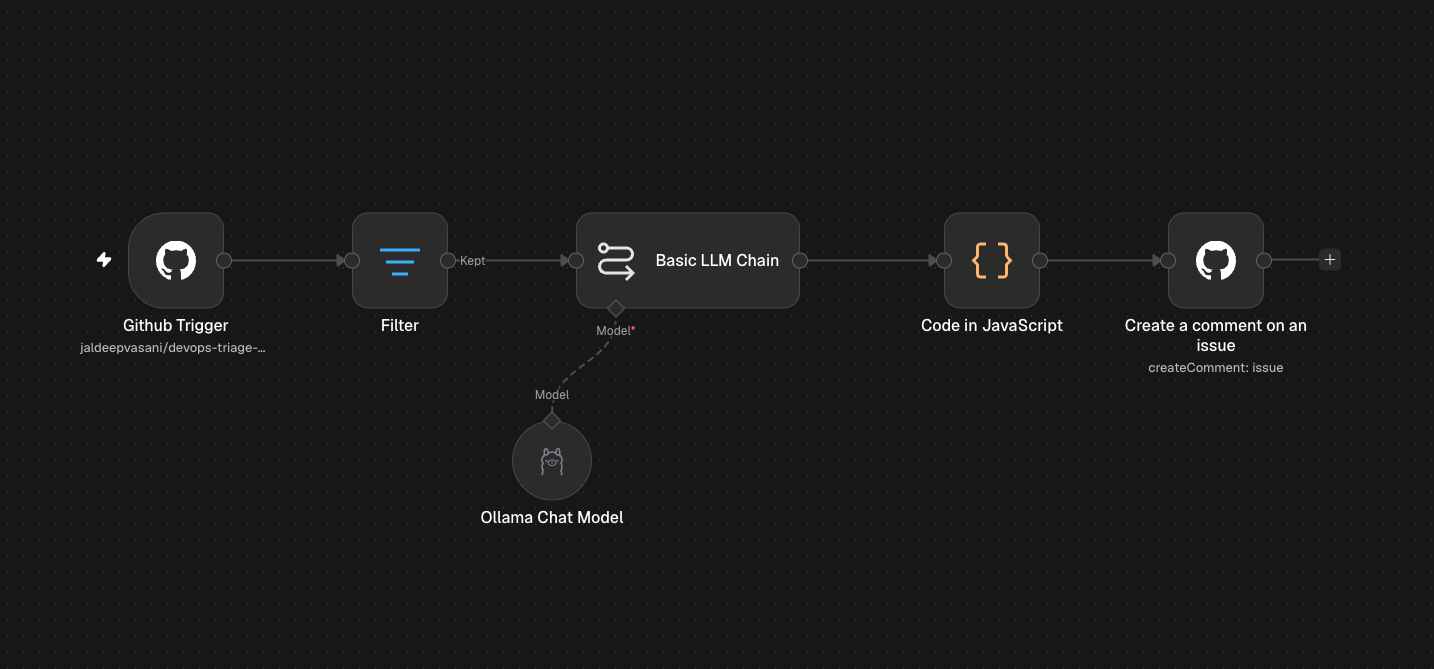 Kept
Basic LLM Chain
Github Trigger
jaldeepvasani/devops-triage-...
Filter
Model*
Code in JavaScript
Create a comment on an
issue
createComment: issue
Model
Ollama Chat Model